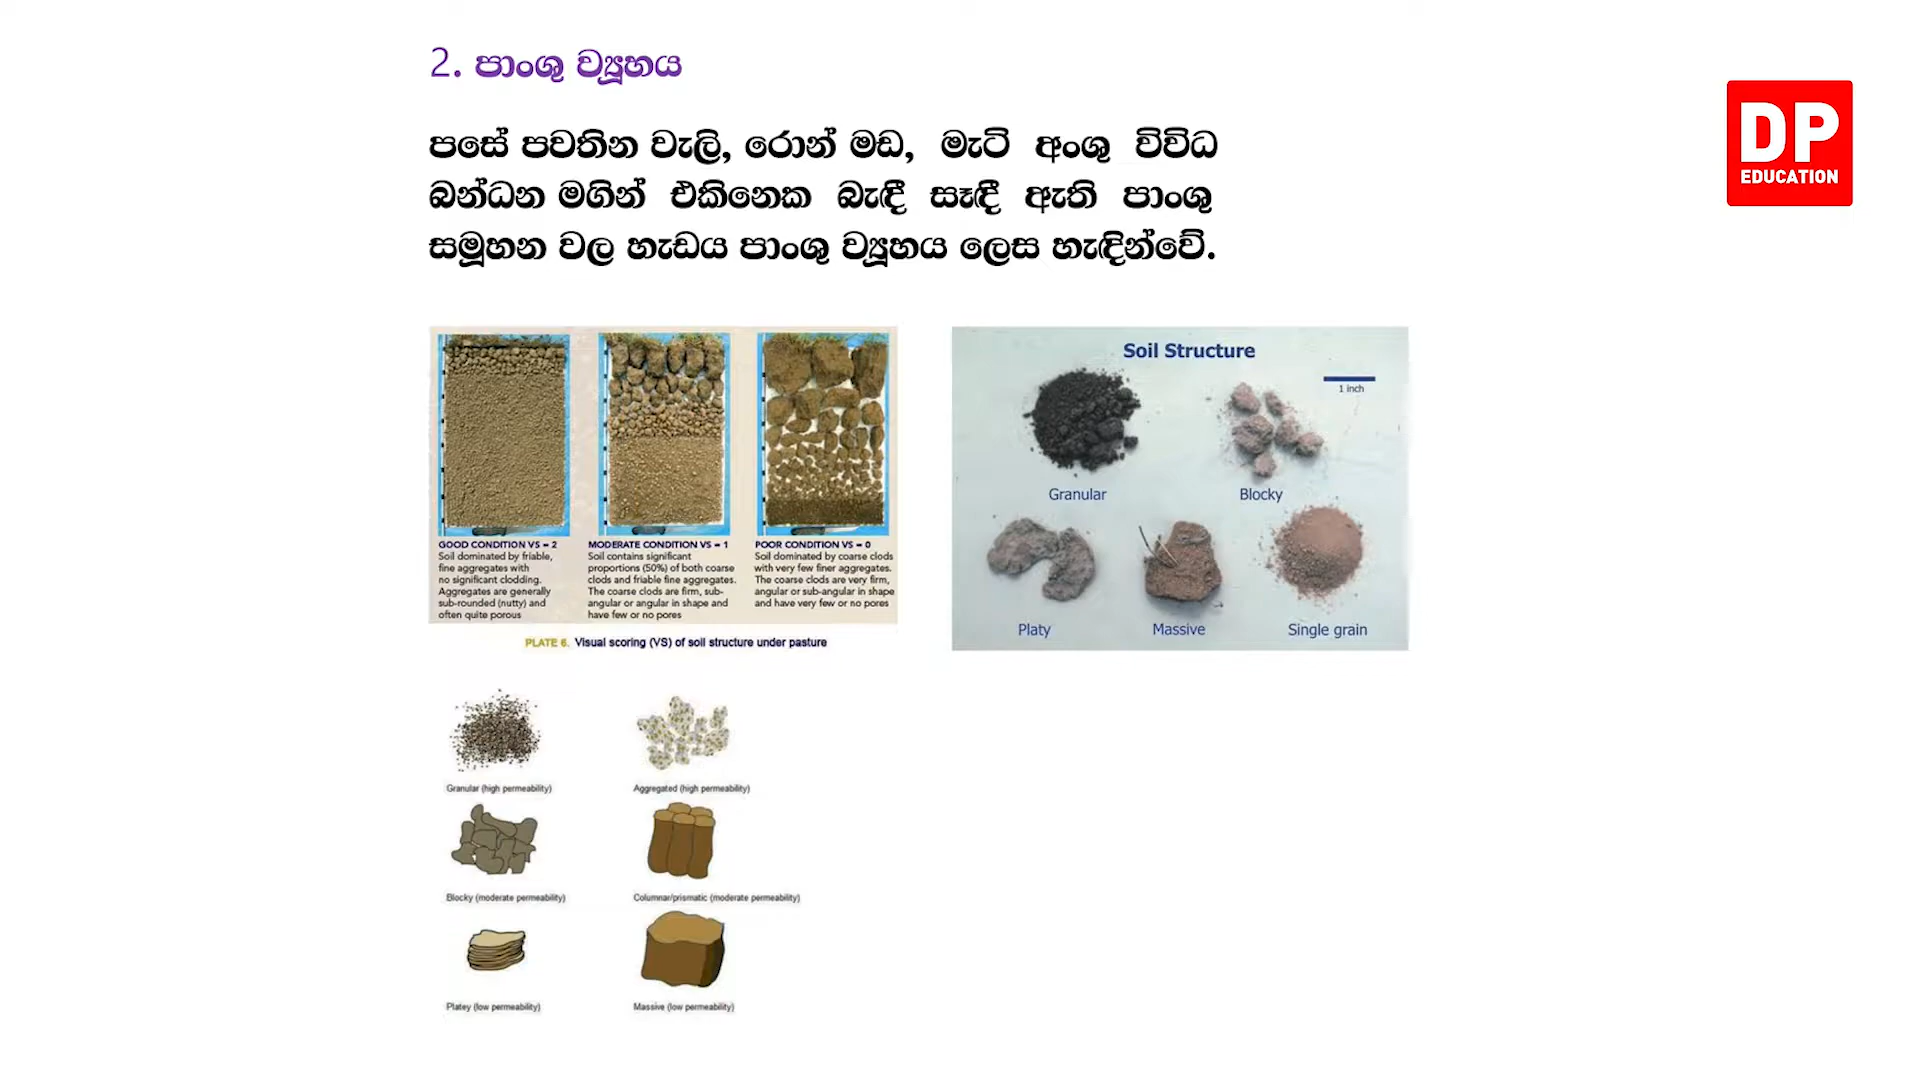 2. පාංශු ව්‍යූහය
DP
EDUCATION
පසේ පවතින වැලි, රොන් මඩ, මැටි අංශු විවිධ
බන්ධන මගින් එකිනෙක බැඳී සෑඳී ඇති පාංශු
සමූහන වල හැඩය පාංශු ව්‍යූහය ලෙස හැඳින්වේ.
GOOD CONDITION VS = 2
Soil dominated by friable,
fine aggregates with
no significant clodding.
Aggregates are generally
sub-rounded (nutty) and
often quite porous
MODERATE CONDITION VS = 1
Soil contains significant
proportions (50%) of both coarse
clods and friable fine aggregates.
The coarse clods are firm, sub-
angular or angular in shape and
have few or no pores
POOR CONDITION VS = 0
Soil dominated by coarse clods
with very few finer aggregates.
The coarse clods are very firm,
angular or sub-angular in shape
and have very few or no pores
PLATE 6. Visual scoring (VS) of soil structure under pasture
Soil Structure
1 inch
Granular
Blocky
Platy
Massive
Single grain
Granular (high permeability)
Aggregated (high permeability)
Blocky (moderate permeability)
Columnar/prismatic (moderate permeability)
Platey (low permeability)
Massive (low permeability)